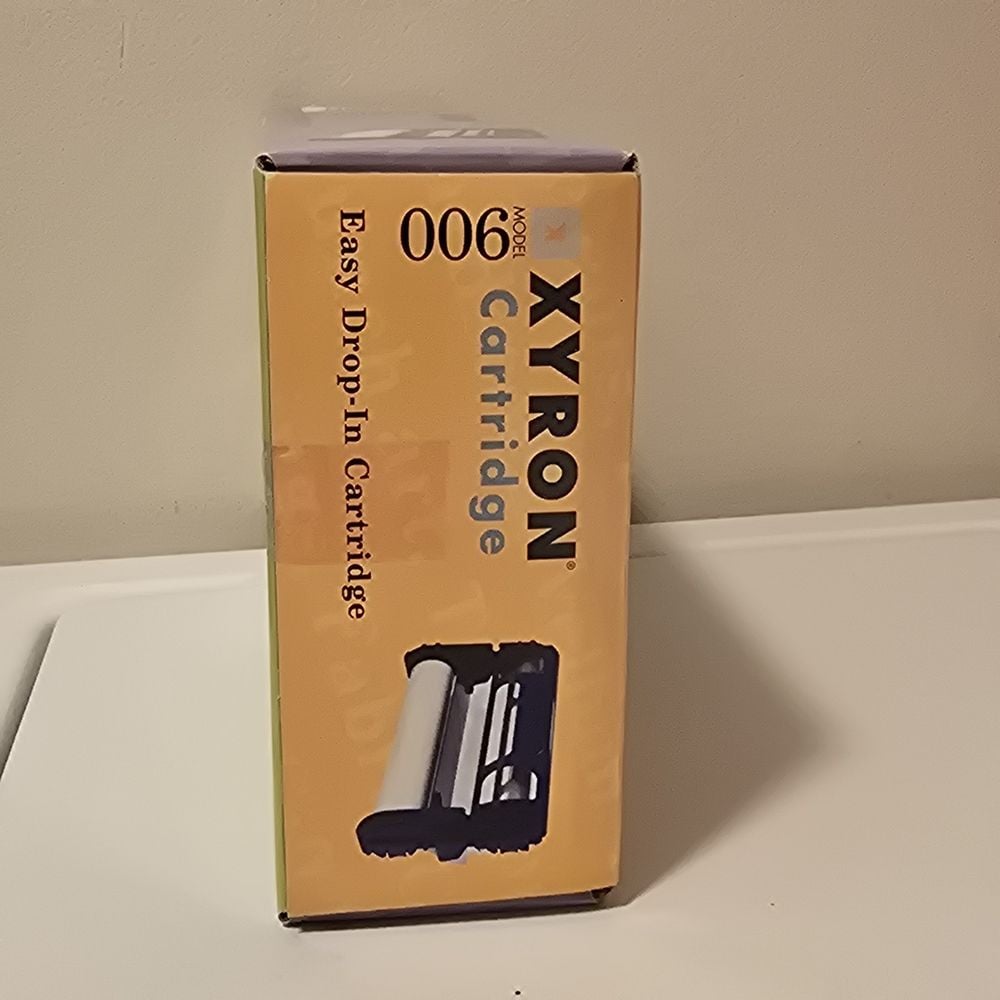 XYRON®
MODEL
900
Cartridge
Easy Drop-In Cartridge